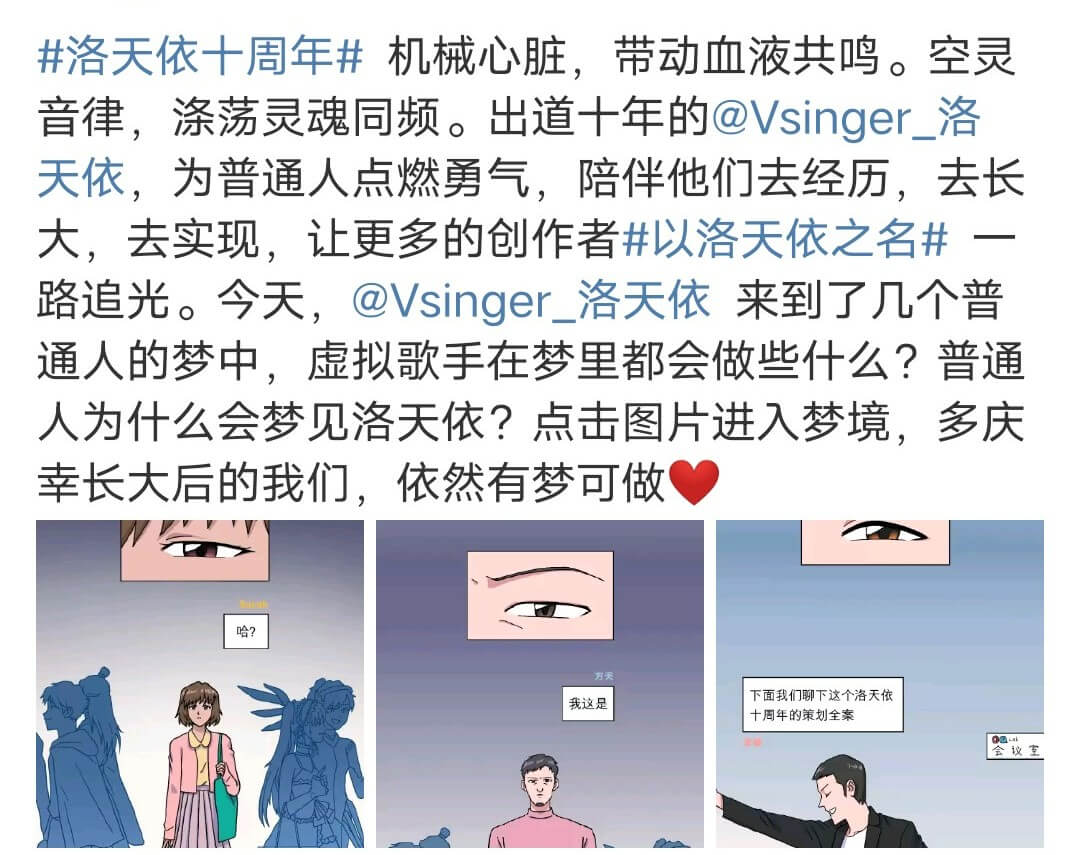 #洛天依十周年# 机械心脏，带动血液共鸣。空灵
音律，涤荡灵魂同频。出道十年的@Vsinger_洛
天依，为普通人点燃勇气，陪伴他们去经历，去长
大，去实现，让更多的创作者#以洛天依之名# 一
路追光。今天，@Vsinger_洛天依 来到了几个普
通人的梦中，虚拟歌手在梦里都会做些什么？普通
人为什么会梦见洛天依？点击图片进入梦境，多庆
幸长大后的我们，依然有梦可做❤️
Sarah
哈?
方天
我这是
下面我们聊下这个洛天依
十周年的策划全案
会议室